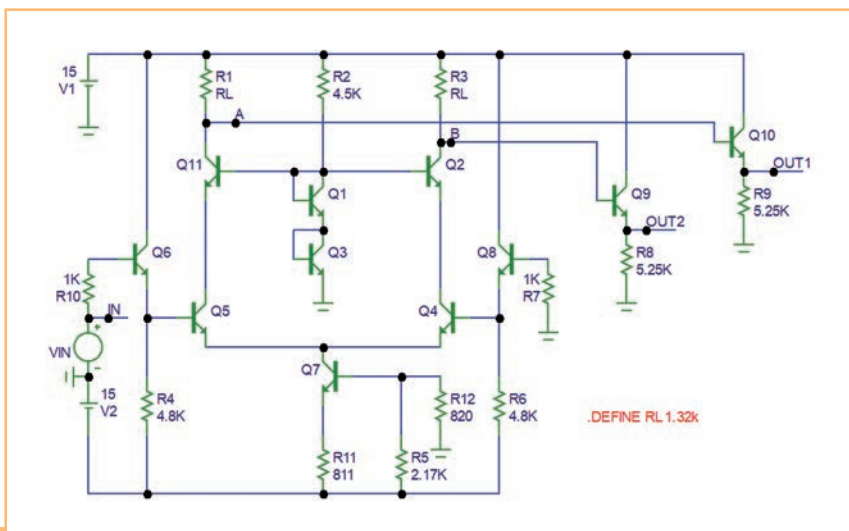 15
V1
R1
RL
R2
4.5K
R3
RL
A
B
Q10
OUT1
Q11
Q1
Q2
Q9
R9
5.25K
OUT2
Q6
Q3
Q8
R8
5.25K
1K
R10
1K
R7
IN
Q5
Q4
VIN
Q7
15
V2
R4
4.8K
R12
820
R6
4.8K
.DEFINE RL 1.32k
R11
811
R5
2.17K